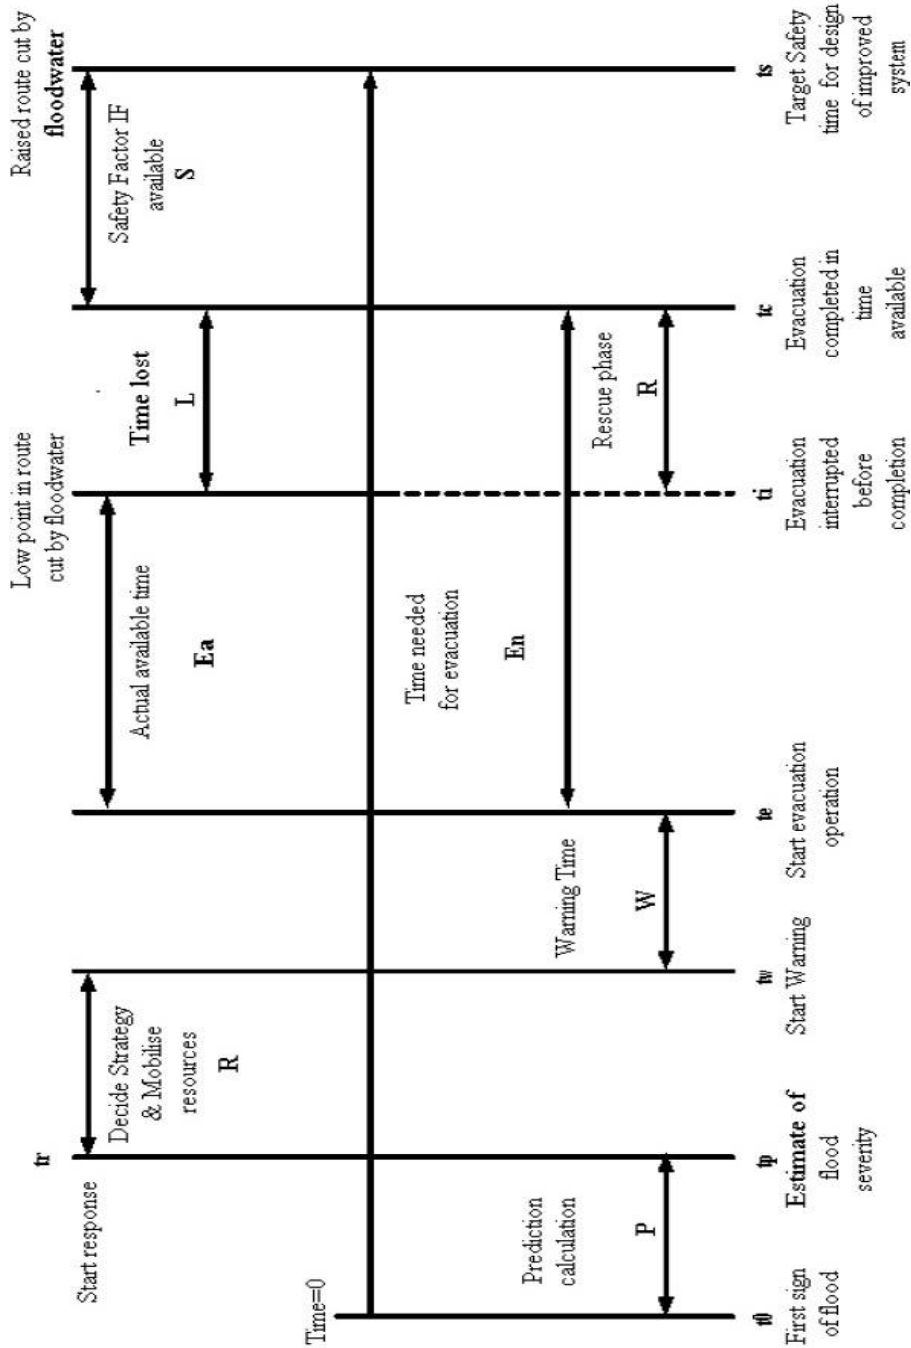 Start response
tr
Decide Strategy
& Mobilise
resources
R
Actual available time
Ea
Low point in route
cut by floodwater
Time lost
L
Raised route cut by
floodwater
Safety Factor IF
available
S
Time=0
Prediction
calculation
P
Warning Time
W
Time needed
for evacuation
En
Rescue phase
R
t0
First sign
of flood
tp
Estimate of
flood
severity
tw
Start Warning
te
Start evacuation
operation
ti
Evacuation
interrupted
before
completion
tc
Evacuation
completed in
time
available
ts
Target Safety
time for design
of improved
system